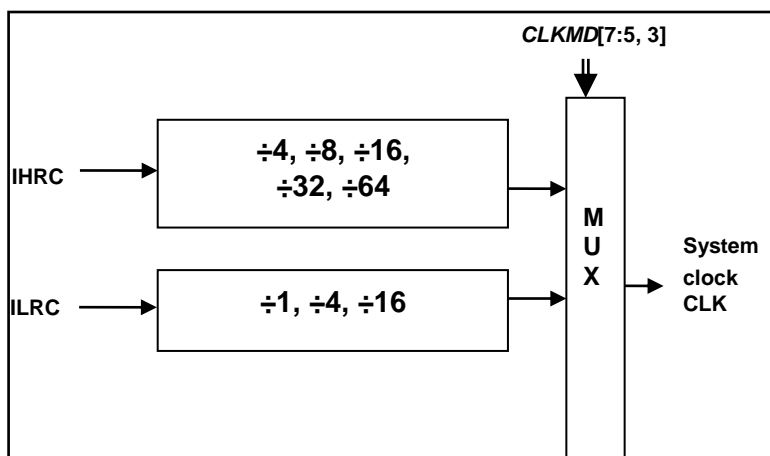 CLKMD[7:5, 3]
IHRC
÷4, ÷8, ÷16,
÷32, ÷64
ILRC
÷1, ÷4, ÷16
M
U
X
System
clock
CLK